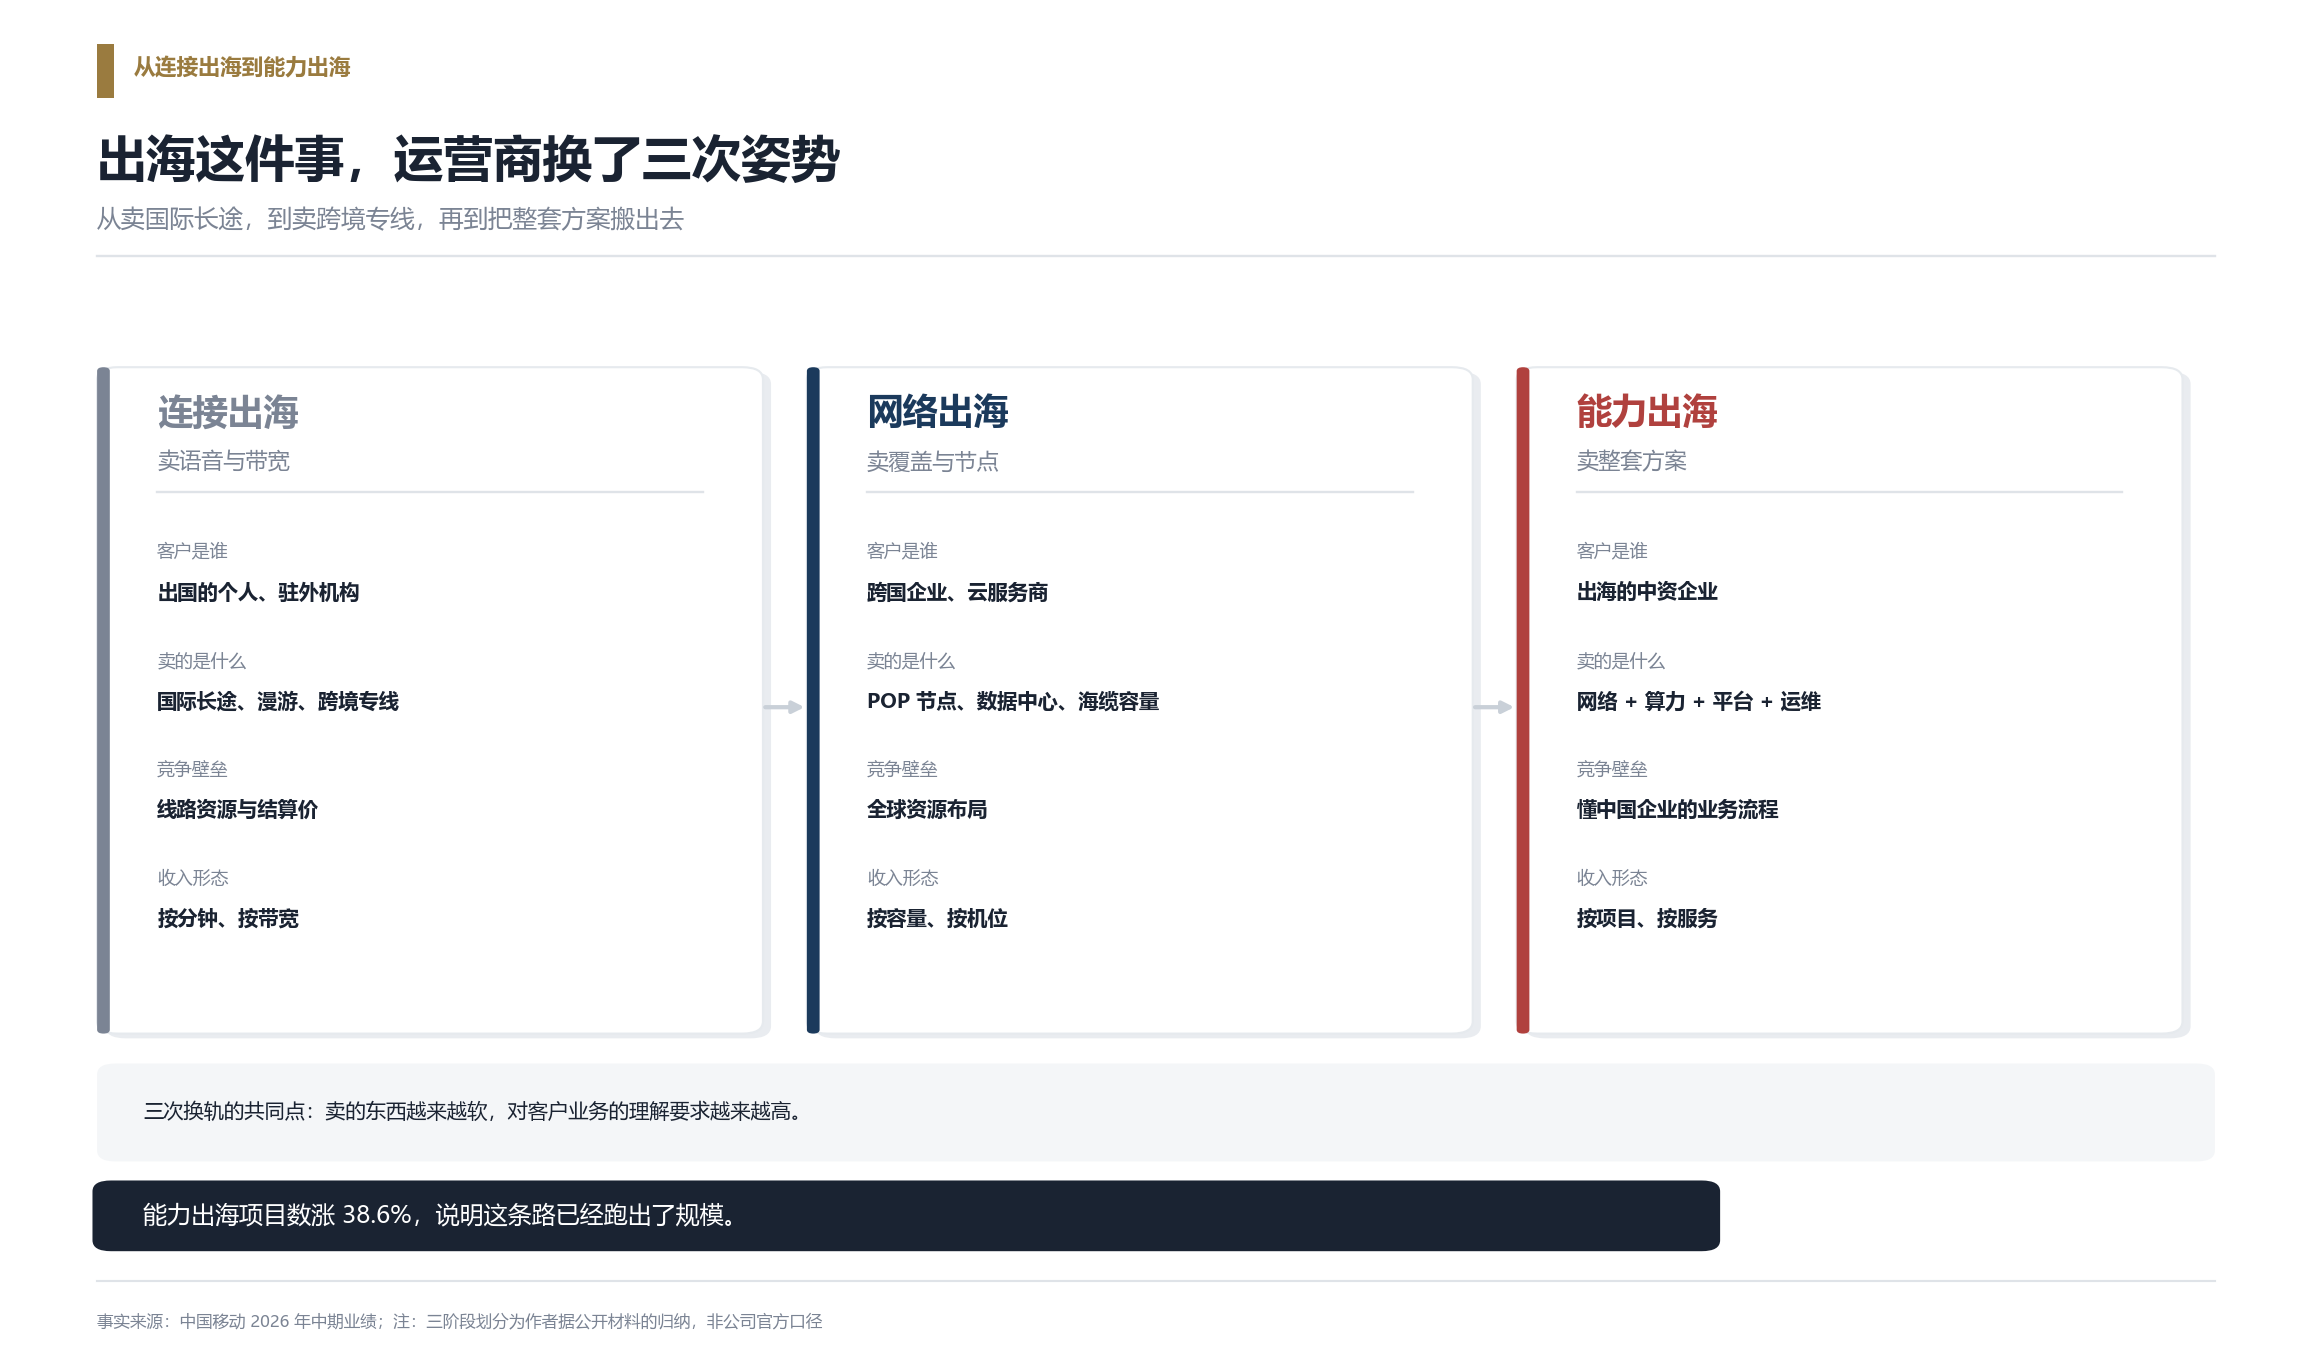 从连接出海到能力出海
出海这件事，运营商换了三次姿势
从卖国际长途，到卖跨境专线，再到把整套方案搬出去
连接出海
卖语音与带宽
客户是谁
出国的个人、驻外机构
卖的是什么
国际长途、漫游、跨境专线
竞争壁垒
线路资源与结算价
收入形态
按分钟、按带宽
网络出海
卖覆盖与节点
客户是谁
跨国企业、云服务商
卖的是什么
POP 节点、数据中心、海缆容量
竞争壁垒
全球资源布局
收入形态
按容量、按机位
能力出海
卖整套方案
客户是谁
出海的中资企业
卖的是什么
网络 + 算力 + 平台 + 运维
竞争壁垒
懂中国企业的业务流程
收入形态
按项目、按服务
三次换轨的共同点：卖的东西越来越软，对客户业务的理解要求越来越高。
能力出海项目数涨 38.6%，说明这条路已经跑出了规模。
事实来源：中国移动 2026 年中期业绩；注：三阶段划分为作者据公开材料的归纳，非公司官方口径